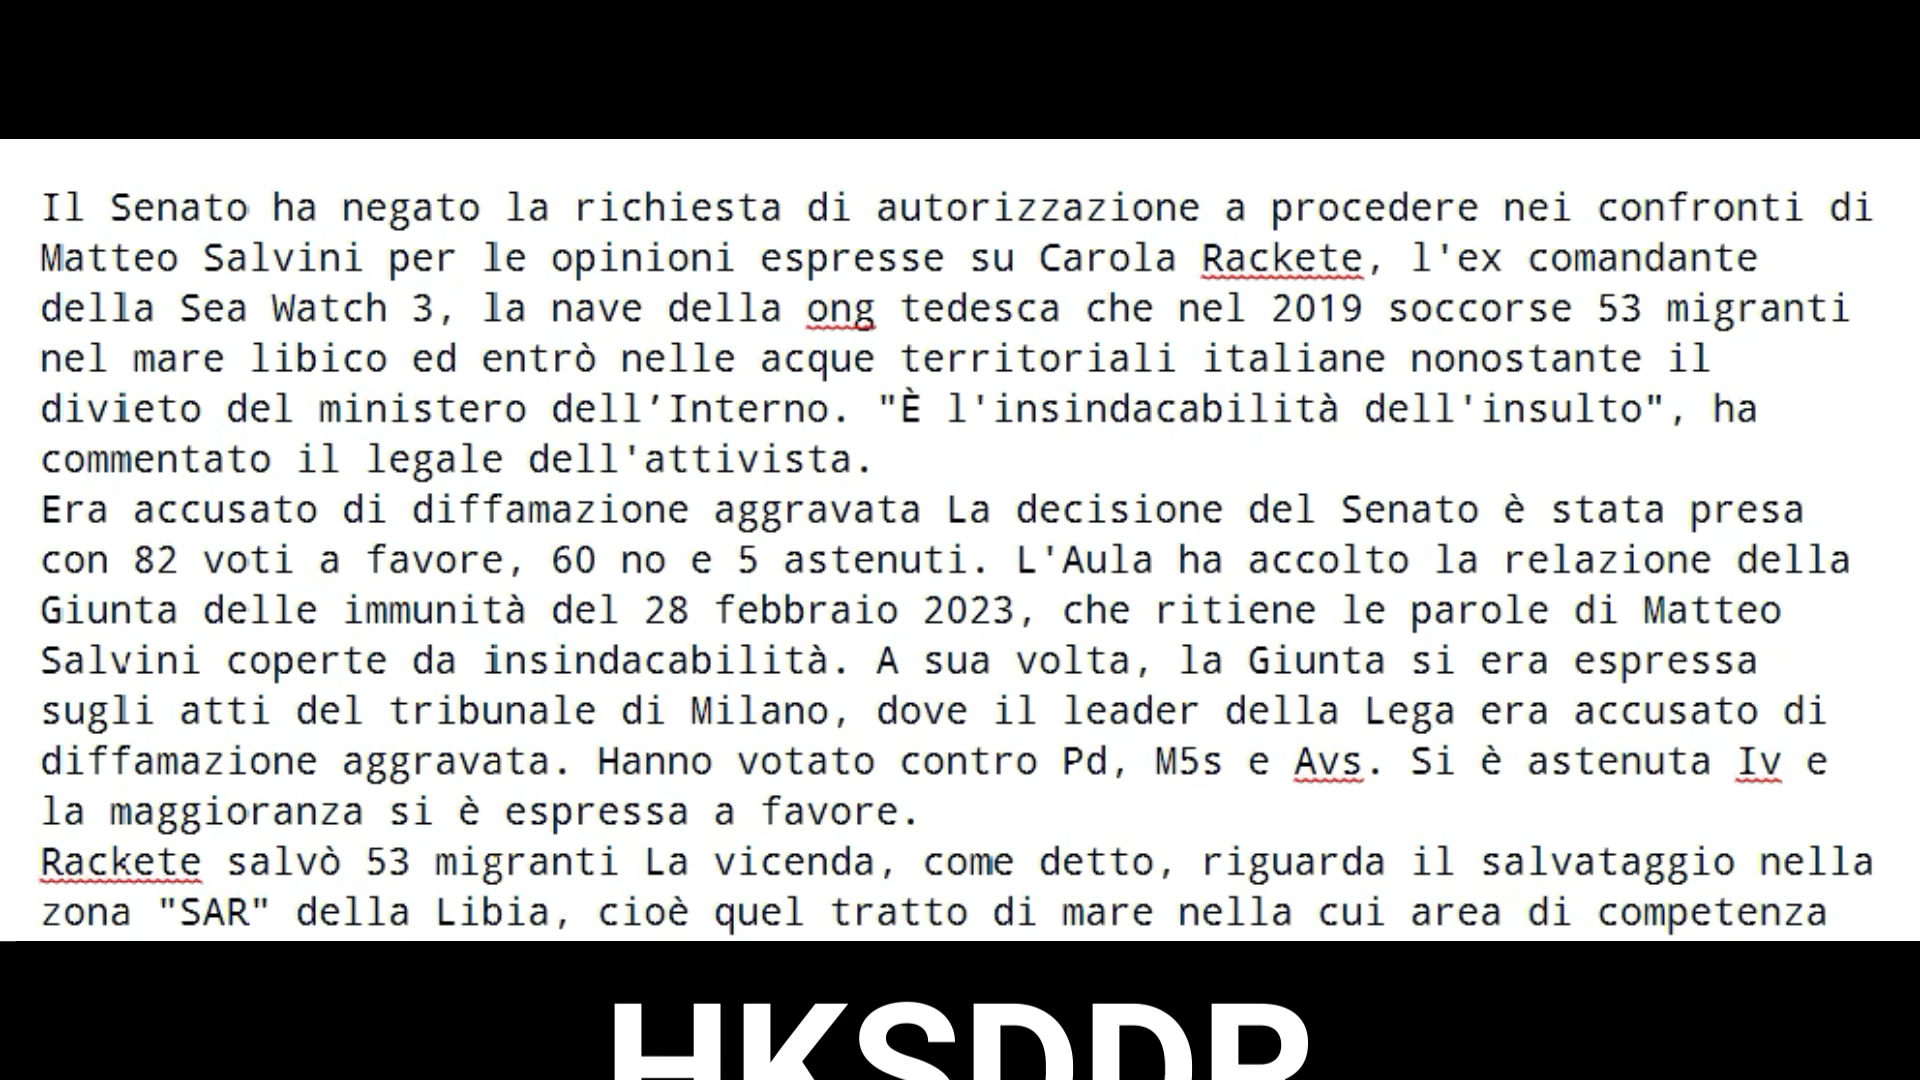 Il Senato ha negato la richiesta di autorizzazione a procedere nei confronti di
Matteo Salvini per le opinioni espresse su Carola Rackete, l'ex comandante
della Sea Watch 3, la nave della ong tedesca che nel 2019 soccorse 53 migranti
nel mare libico ed entrò nelle acque territoriali italiane nonostante il
divieto del ministero dell’Interno. "È l'insindacabilità dell'insulto", ha
commentato il legale dell'attivista.
Era accusato di diffamazione aggravata La decisione del Senato è stata presa
con 82 voti a favore, 60 no e 5 astenuti. L'Aula ha accolto la relazione della
Giunta delle immunità del 28 febbraio 2023, che ritiene le parole di Matteo
Salvini coperte da insindacabilità. A sua volta, la Giunta si era espressa
sugli atti del tribunale di Milano, dove il leader della Lega era accusato di
diffamazione aggravata. Hanno votato contro Pd, M5s e Avs. Si è astenuta Iv e
la maggioranza si è espressa a favore.
Rackete salvò 53 migranti La vicenda, come detto, riguarda il salvataggio nella
zona "SAR" della Libia, cioè quel tratto di mare nella cui area di competenza